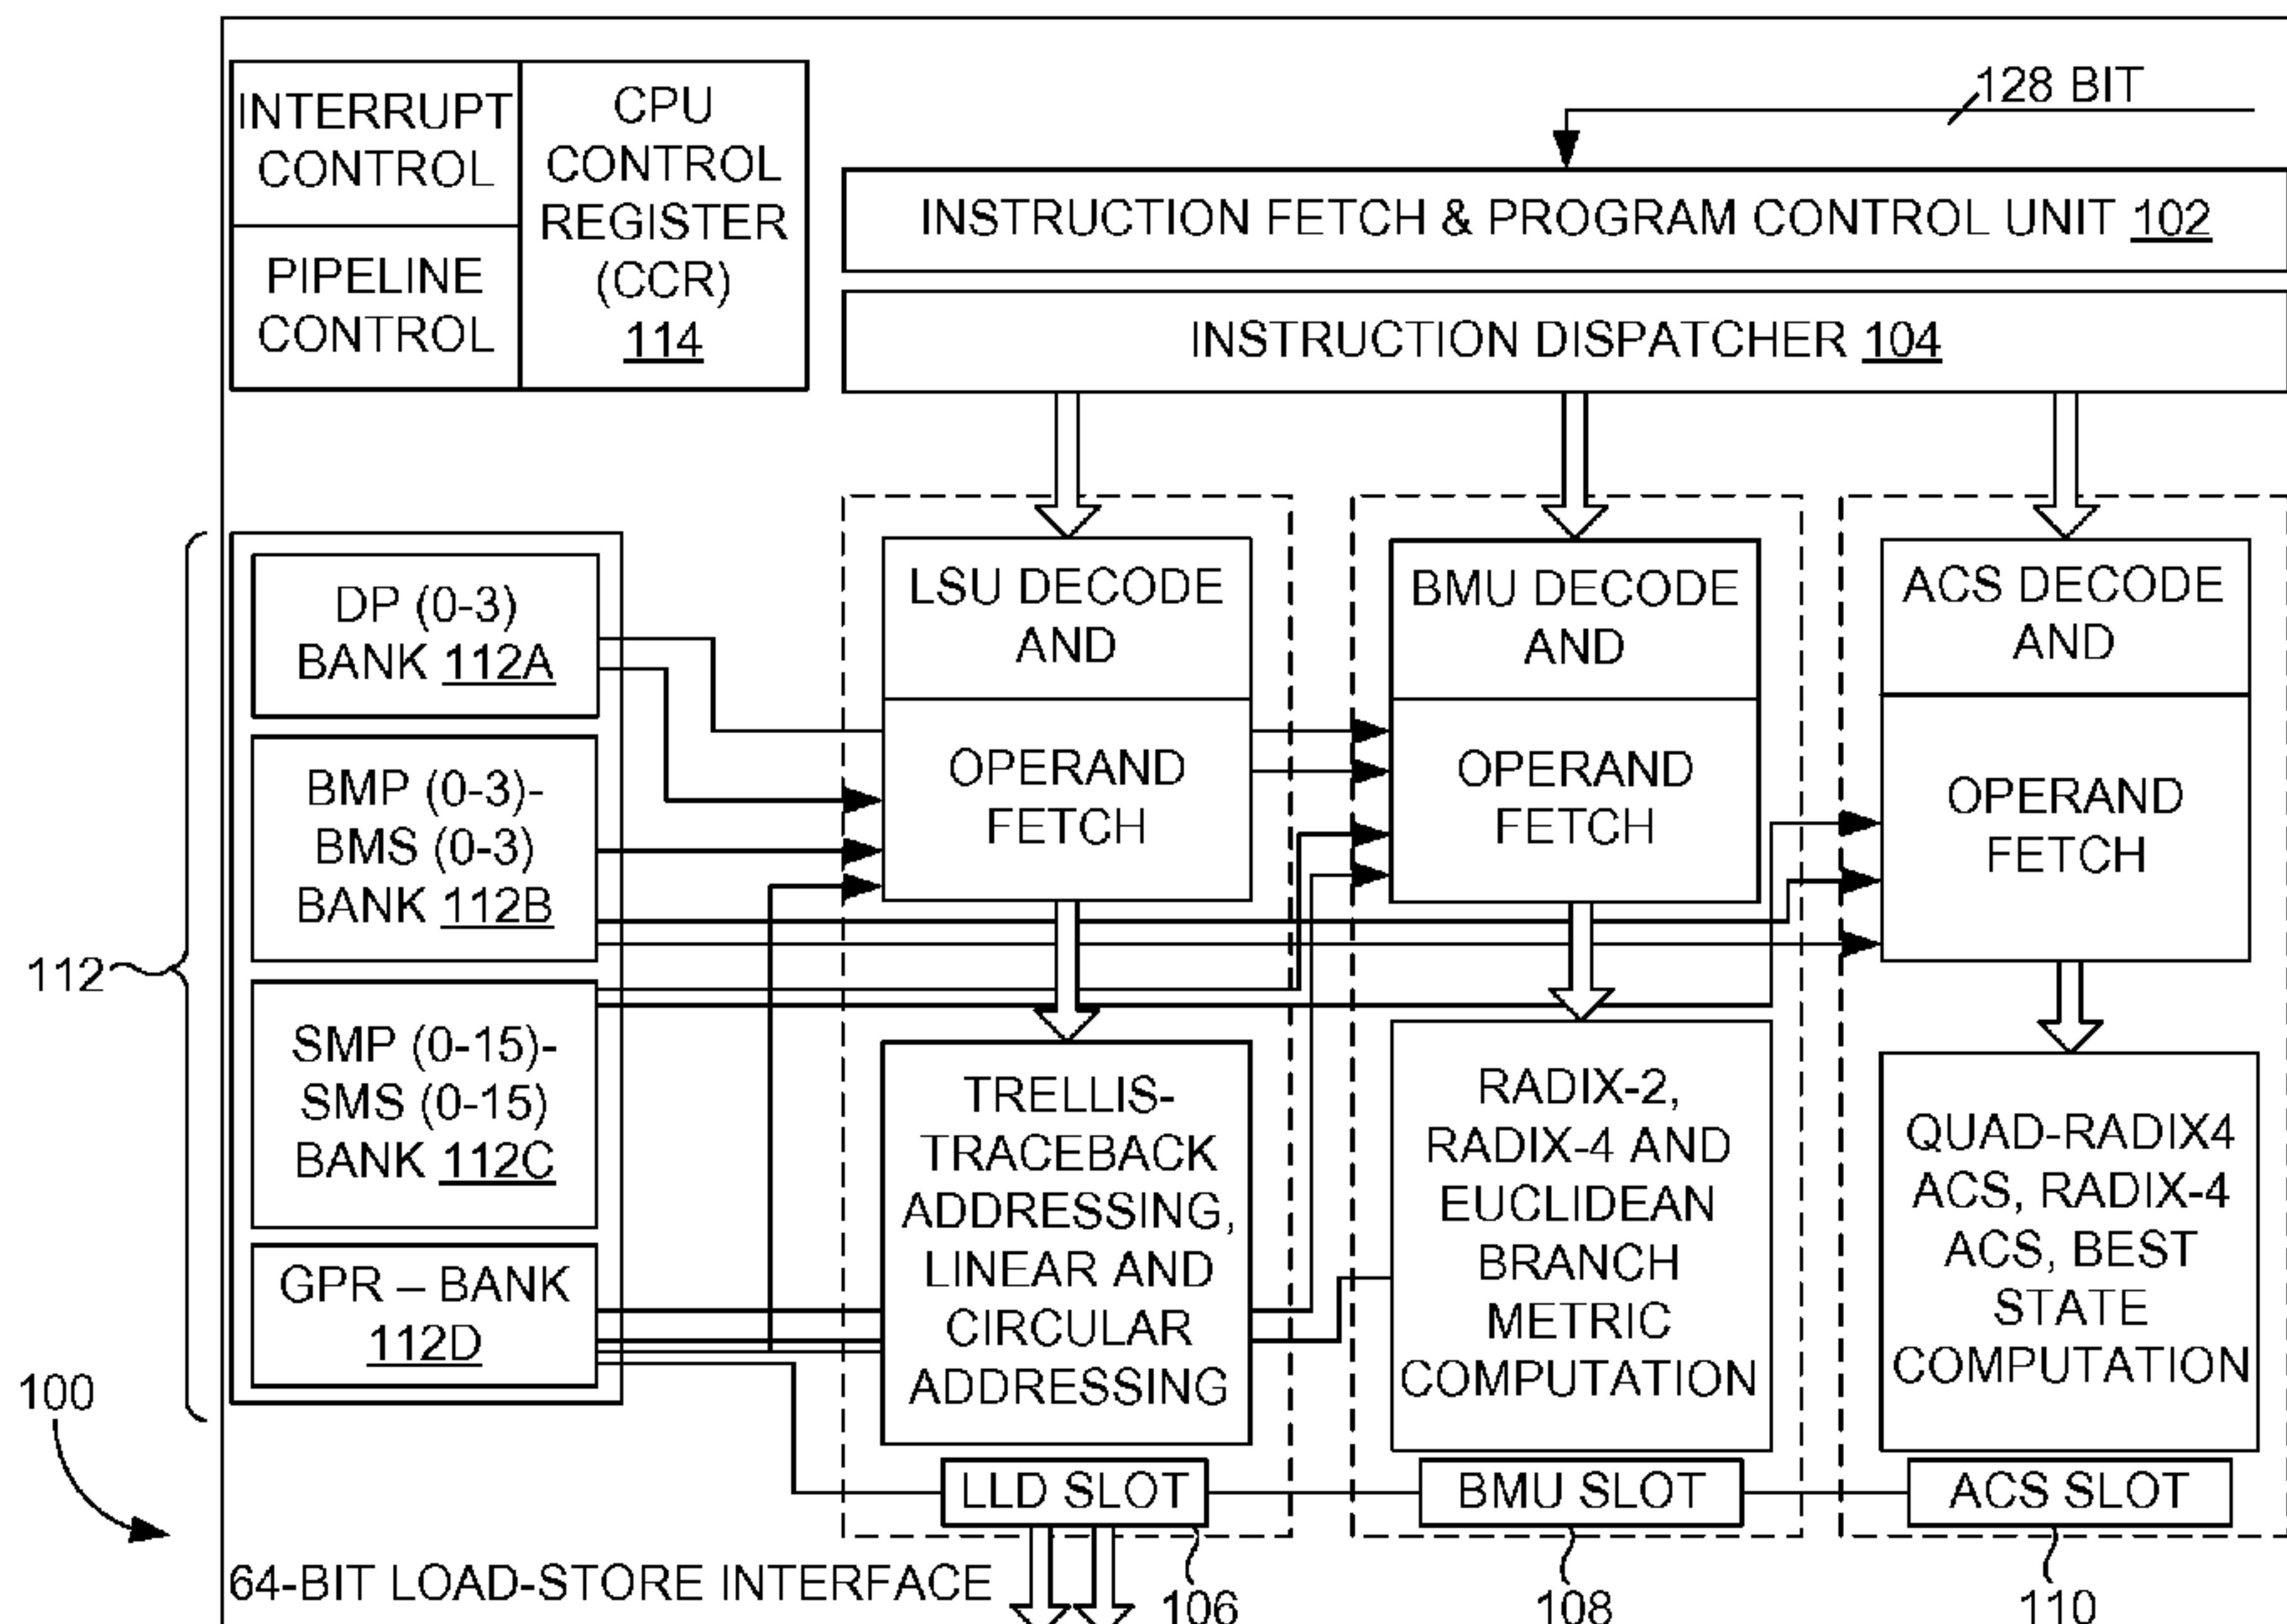 INTERRUPT
CONTROL
PIPELINE
CONTROL
CPU
CONTROL
REGISTER
(CCR)
114
128 BIT
INSTRUCTION FETCH & PROGRAM CONTROL UNIT 102
INSTRUCTION DISPATCHER 104
112
DP (0-3)
BANK 112A
BMP (0-3)-
BMS (0-3)
BANK 112B
SMP (0-15)-
SMS (0-15)
BANK 112C
GPR – BANK
112D
LSU DECODE
AND
OPERAND
FETCH
TRELLIS-
TRACEBACK
ADDRESSING,
LINEAR AND
CIRCULAR
ADDRESSING
LLD SLOT
BMU DECODE
AND
OPERAND
FETCH
RADIX-2,
RADIX-4 AND
EUCLIDEAN
BRANCH
METRIC
COMPUTATION
BMU SLOT
ACS DECODE
AND
OPERAND
FETCH
QUAD-RADIX4
ACS, RADIX-4
ACS, BEST
STATE
COMPUTATION
ACS SLOT
100
64-BIT LOAD-STORE INTERFACE
106
108
110